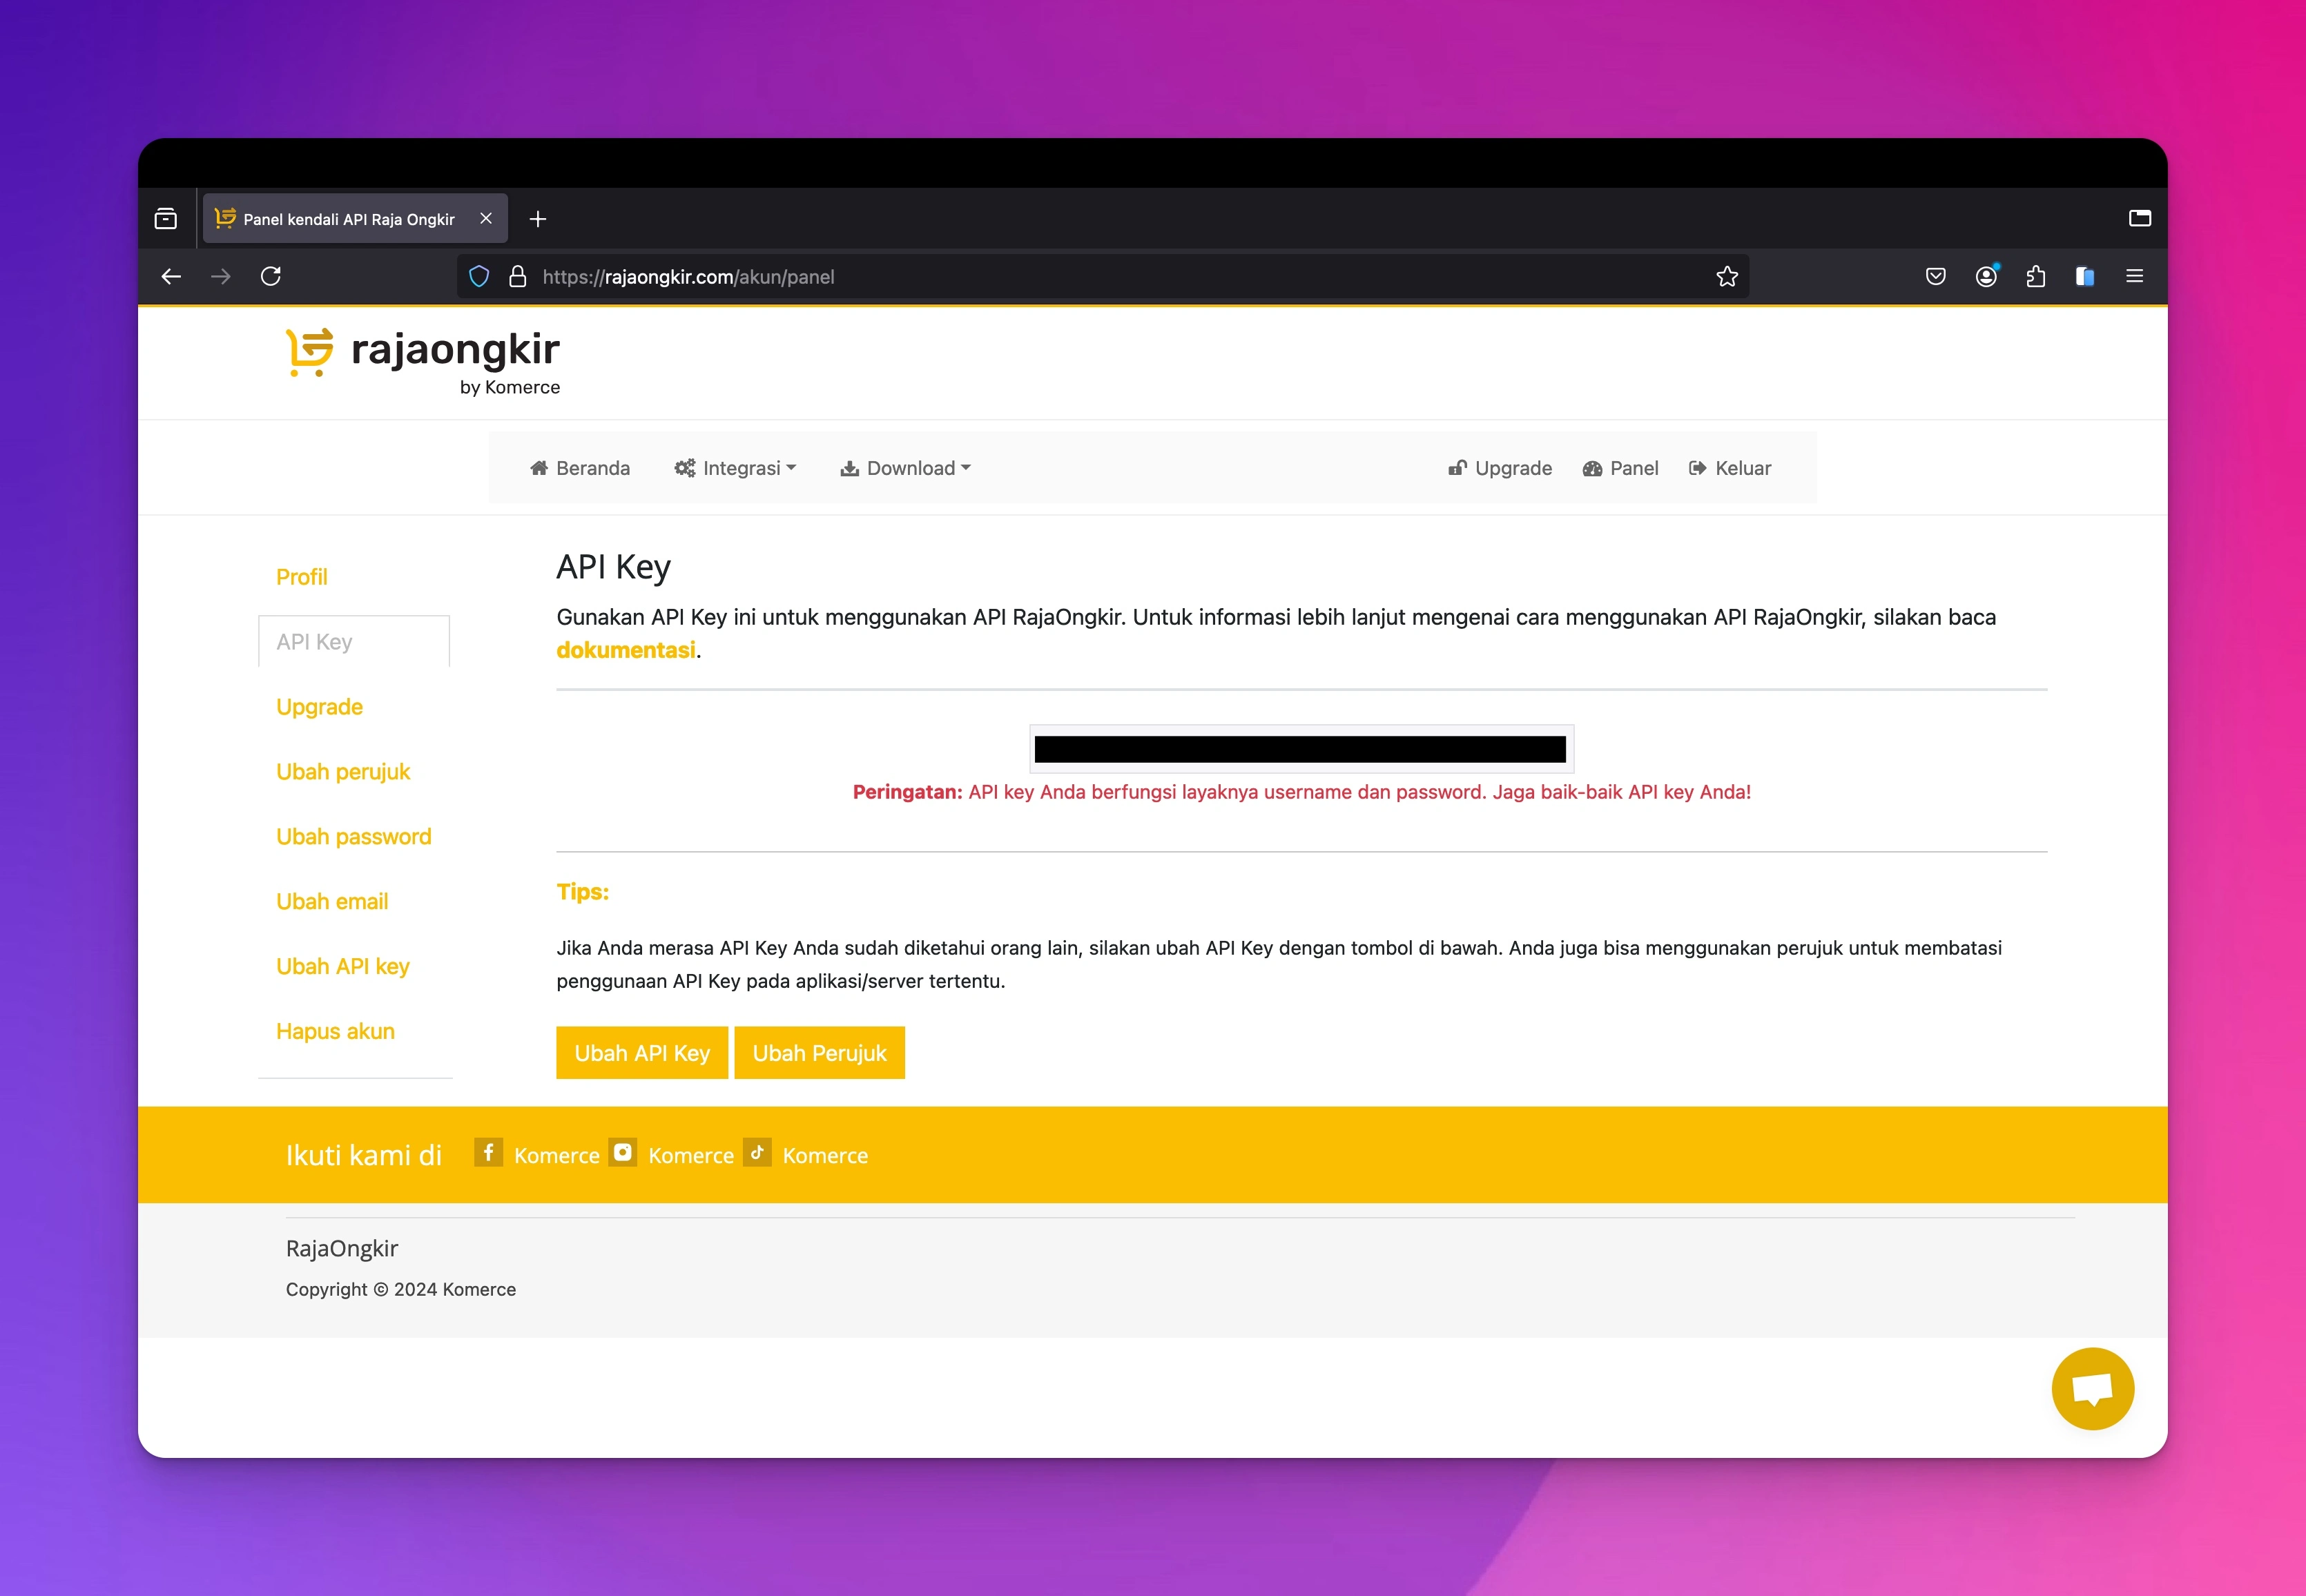 Panel kendali API Raja Ongkir
https://rajaongkir.com/akun/panel
rajaongkir
by Komerce
Beranda
Integrasi
Download
Upgrade
Panel
Keluar
Profil
API Key
Upgrade
Ubah perujuk
Ubah password
Ubah email
Ubah API key
Hapus akun
API Key
Gunakan API Key ini untuk menggunakan API RajaOngkir. Untuk informasi lebih lanjut mengenai cara menggunakan API RajaOngkir, silakan baca
dokumentasi.
Peringatan: API key Anda berfungsi layaknya username dan password. Jaga baik-baik API key Anda!
Tips:
Jika Anda merasa API Key Anda sudah diketahui orang lain, silakan ubah API Key dengan tombol di bawah. Anda juga bisa menggunakan perujuk untuk membatasi
penggunaan API Key pada aplikasi/server tertentu.
Ubah API Key
Ubah Perujuk
Ikuti kami di
Komerce
Komerce
Komerce
RajaOngkir
Copyright © 2024 Komerce